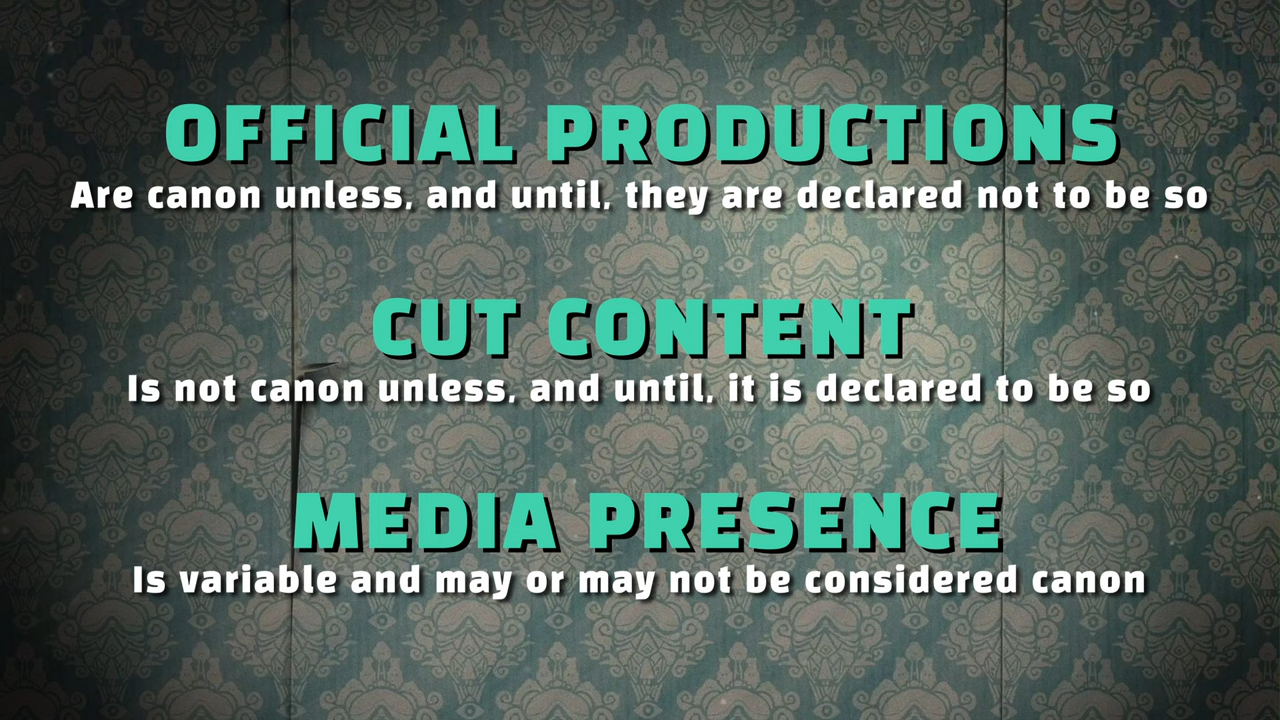 OFFICIAL PRODUCTIONS
Are canon unless, and until, they are declared not to be so
CUT CONTENT
Is not canon unless, and until, it is declared to be so
MEDIA PRESENCE
Is variable and may or may not be considered canon